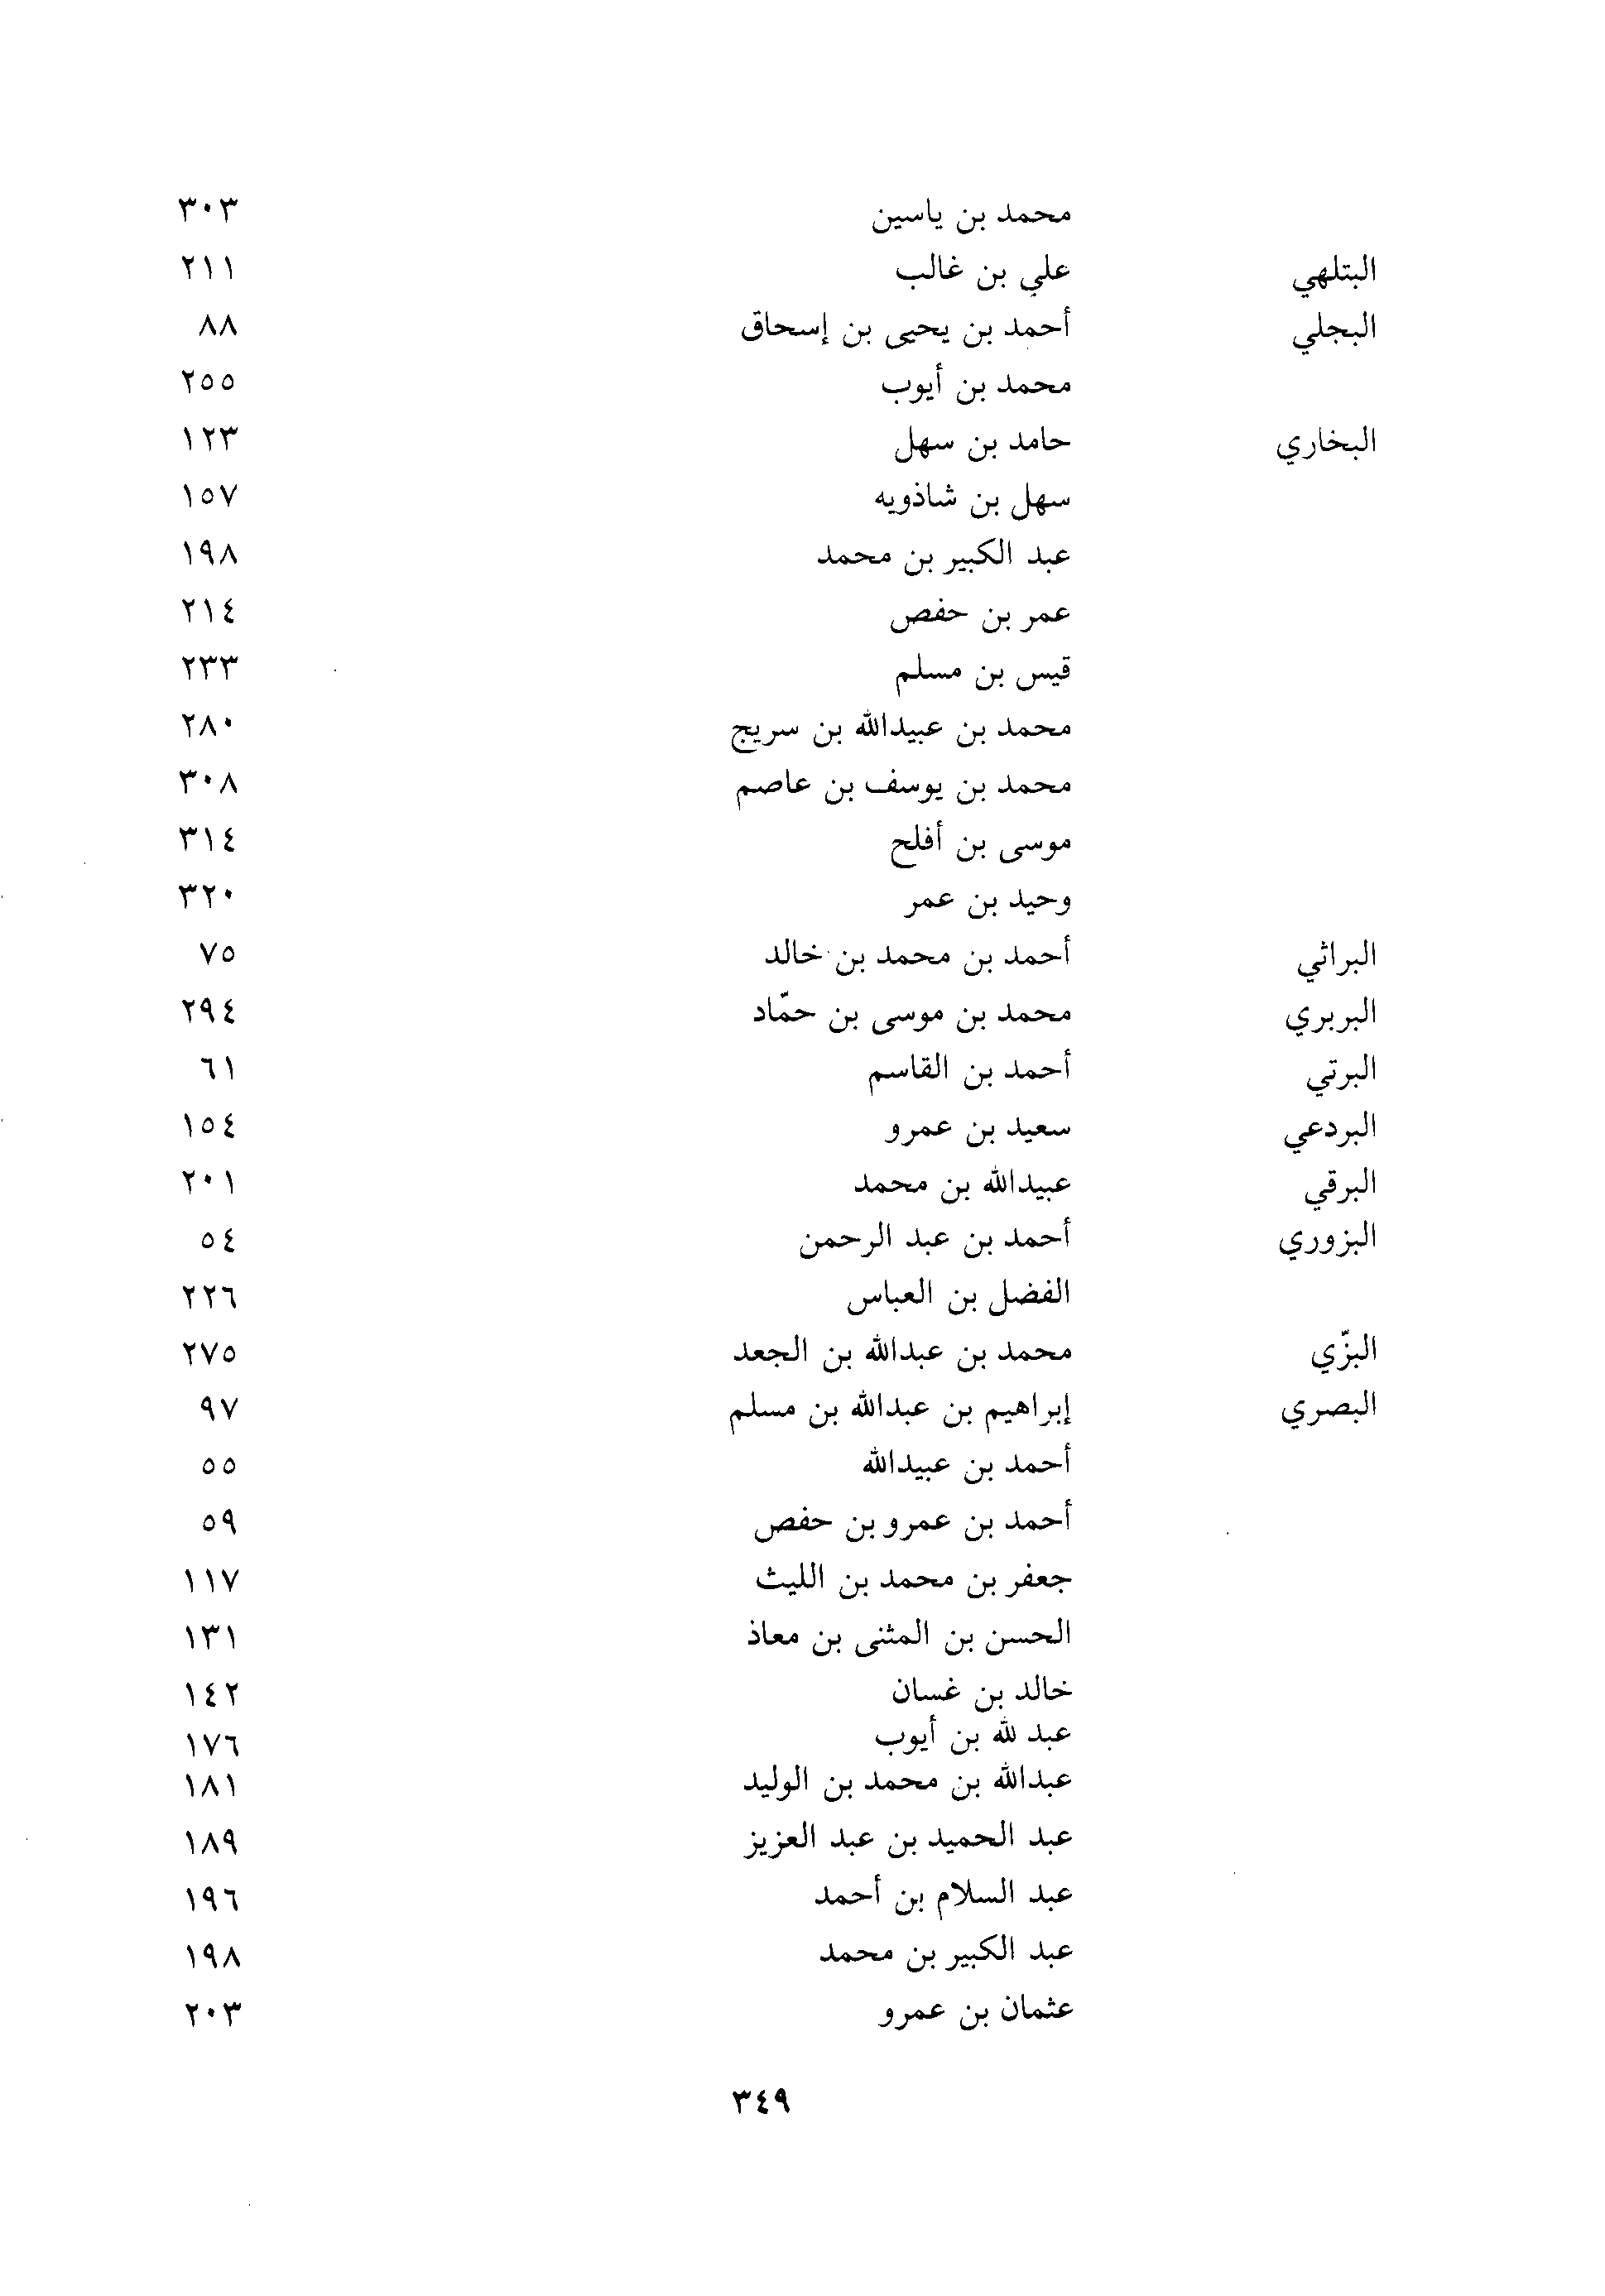 محمد بن ياسين ٣٠٣
البتلهي علي بن غالب ٢١١
البجلي أحمد بن يحيى بن إسحاق ٨٨
محمد بن أيوب ٢٥٥
البخاري حامد بن سهل ١٢٣
سهل بن شاذويه ١٥٧
عبد الكبير بن محمد ١٩٨
عمر بن حفص ٢١٤
قيس بن مسلم ٢٣٣
محمد بن عبيدالله بن سريج ٢٨٠
محمد بن يوسف بن عاصم ٣٠٨
موسى بن أفلح ٣١٤
وحيد بن عمر ٣٢٠
البراثي أحمد بن محمد بن خالد ٧٥
البربري محمد بن موسى بن حمّاد ٢٩٤
البرتي أحمد بن القاسم ٦١
البردعي سعيد بن عمرو ١٥٤
البرقي عبيدالله بن محمد ٢٠١
البزوري أحمد بن عبد الرحمن ٥٤
الفضل بن العباس ٢٢٦
البزّي محمد بن عبدالله بن الجعد ٢٧٥
البصري إبراهيم بن عبدالله بن مسلم ٩٧
أحمد بن عبيدالله ٥٥
أحمد بن عمرو بن حفص ٥٩
جعفر بن محمد بن الليث ١١٧
الحسن بن المثنى بن معاذ ١٣١
خالد بن غسان ١٤٢
عبد لله بن أيوب ١٧٦
عبدالله بن محمد بن الوليد ١٨١
عبد الحميد بن عبد العزيز ١٨٩
عبد السلام بن أحمد ١٩٦
عبد الكبير بن محمد ١٩٨
عثمان بن عمرو ٢٠٣
٣٤٩